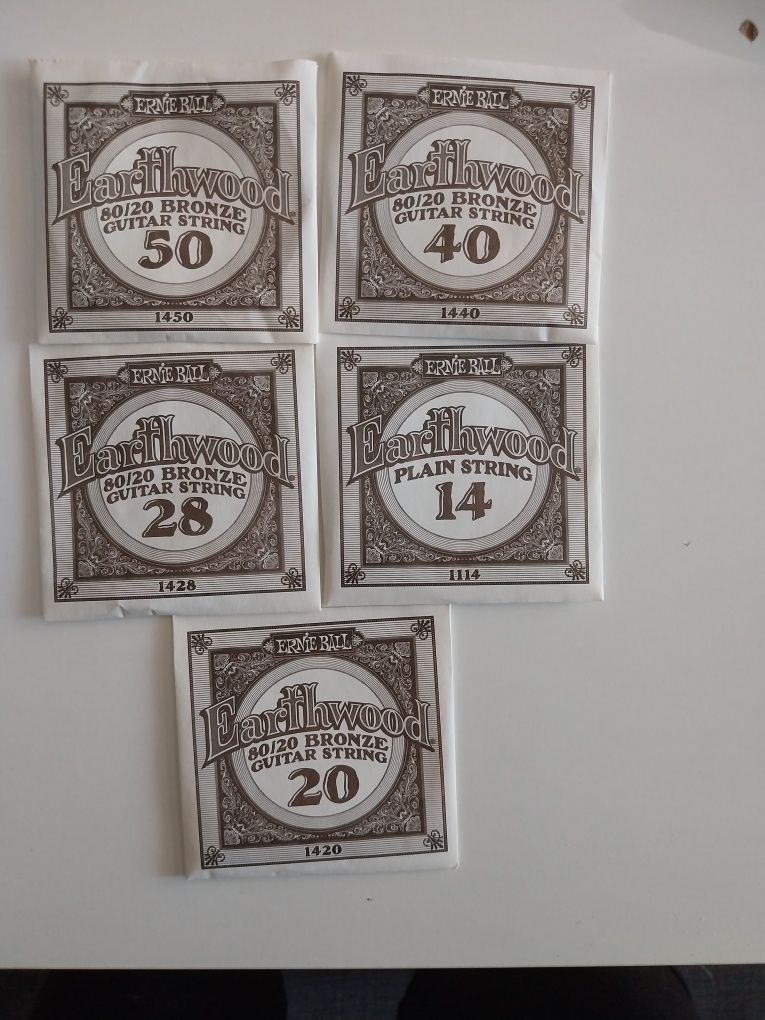 ERNIE BALL
Earthwood
80/20 BRONZE
GUITAR STRING
50
1450
ERNIE BALL
Earthwood®
80/20 BRONZE
GUITAR STRING
40
1440
ERNIE BALL
Earthwood
80/20 BRONZE
GUITAR STRING
28
1428
ERNIE BALL
Earthwood®
PLAIN STRING
14
1114
ERNIE BALL
Earthwood
80/20 BRONZE
GUITAR STRING
20
1420